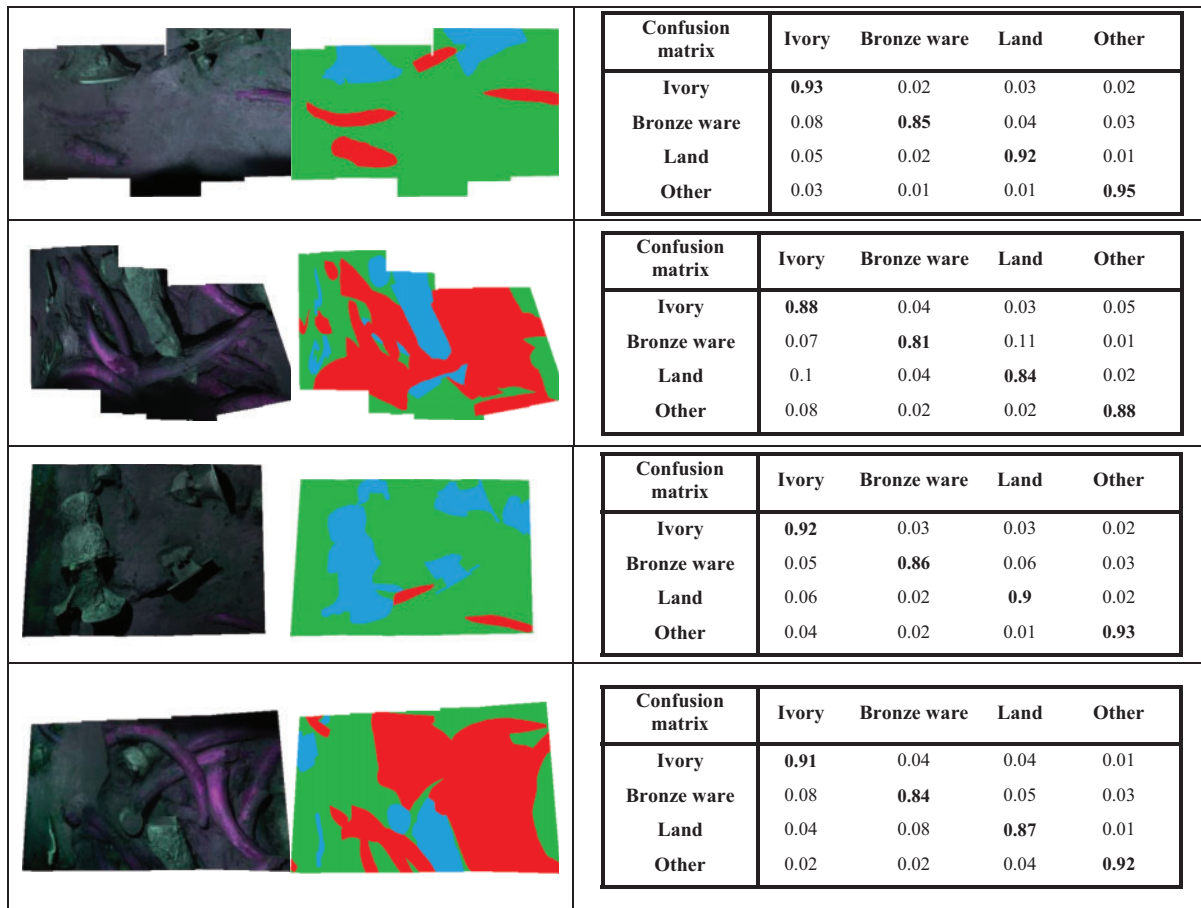 Confusion matrix Ivory Bronze ware Land Other
Ivory 0.93 0.02 0.03 0.02
Bronze ware 0.08 0.85 0.04 0.03
Land 0.05 0.02 0.92 0.01
Other 0.03 0.01 0.01 0.95
Confusion matrix Ivory Bronze ware Land Other
Ivory 0.88 0.04 0.03 0.05
Bronze ware 0.07 0.81 0.11 0.01
Land 0.1 0.04 0.84 0.02
Other 0.08 0.02 0.02 0.88
Confusion matrix Ivory Bronze ware Land Other
Ivory 0.92 0.03 0.03 0.02
Bronze ware 0.05 0.86 0.06 0.03
Land 0.06 0.02 0.9 0.02
Other 0.04 0.02 0.01 0.93
Confusion matrix Ivory Bronze ware Land Other
Ivory 0.91 0.04 0.04 0.01
Bronze ware 0.08 0.84 0.05 0.03
Land 0.04 0.08 0.87 0.01
Other 0.02 0.02 0.04 0.92